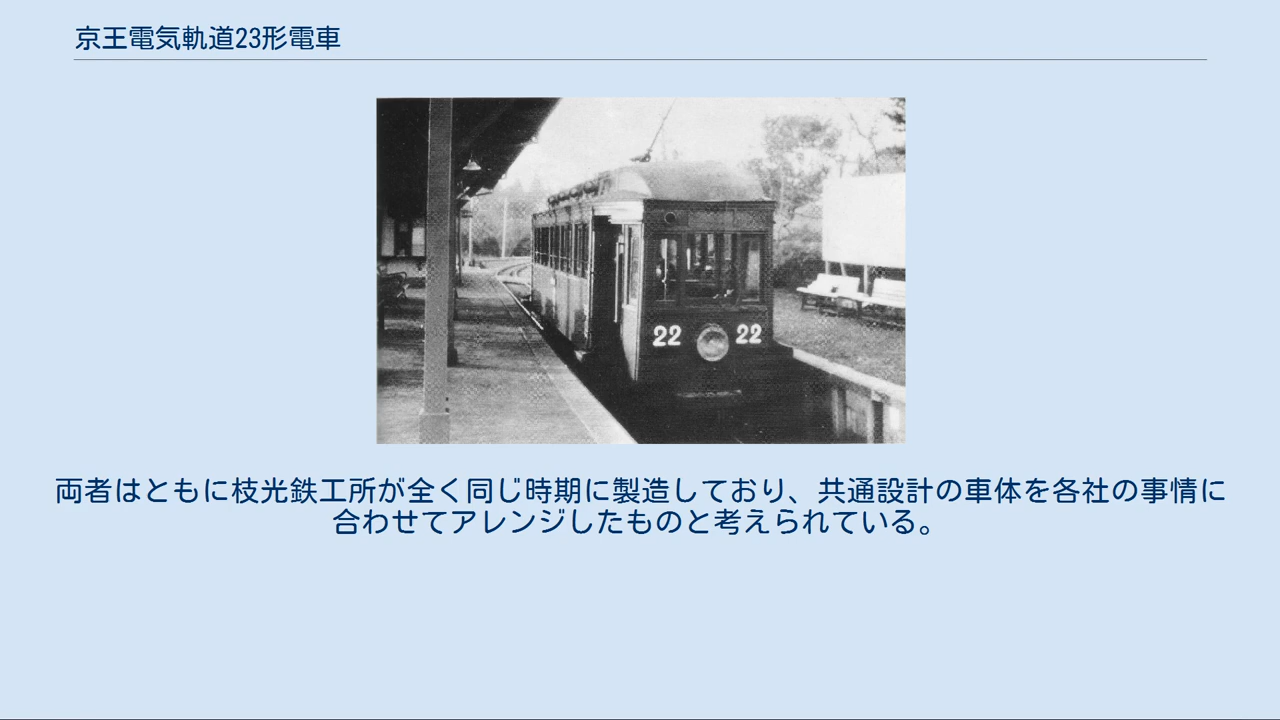 京王電気軌道23形電車
22 22
両者はともに枝光鉄工所が全く同じ時期に製造しており、共通設計の車体を各社の事情に
合わせてアレンジしたものと考えられている。